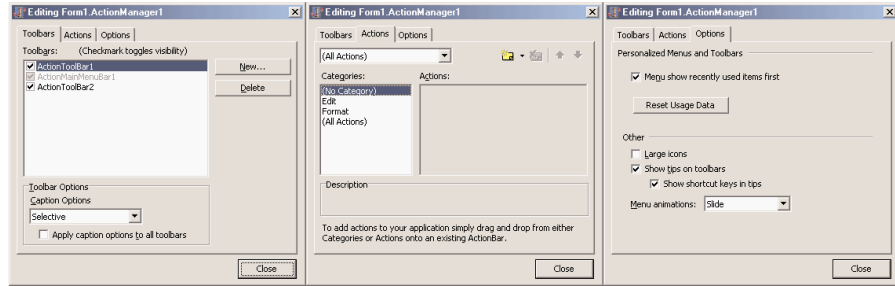 Editing Form1.ActionManager1
Toolbars Actions Options
Toolbars: (Checkmark toggles visibility)
ActionToolBar1
ActionMainMenuBar1
ActionToolBar2
New...
Delete
Toolbar Options
Caption Options
Selective
Apply caption options to all toolbars
Close
Editing Form1.ActionManager1
Toolbars Actions Options
(All Actions)
Categories: Actions:
(No Category)
Edit
Format
(All Actions)
Description
To add actions to your application simply drag and drop from either
Categories or Actions onto an existing ActionBar.
Close
Editing Form1.ActionManager1
Toolbars Actions Options
Personalized Menus and Toolbars
Menu show recently used items first
Reset Usage Data
Other
Large icons
Show tips on toolbars
Show shortcut keys in tips
Menu animations: Slide
Close